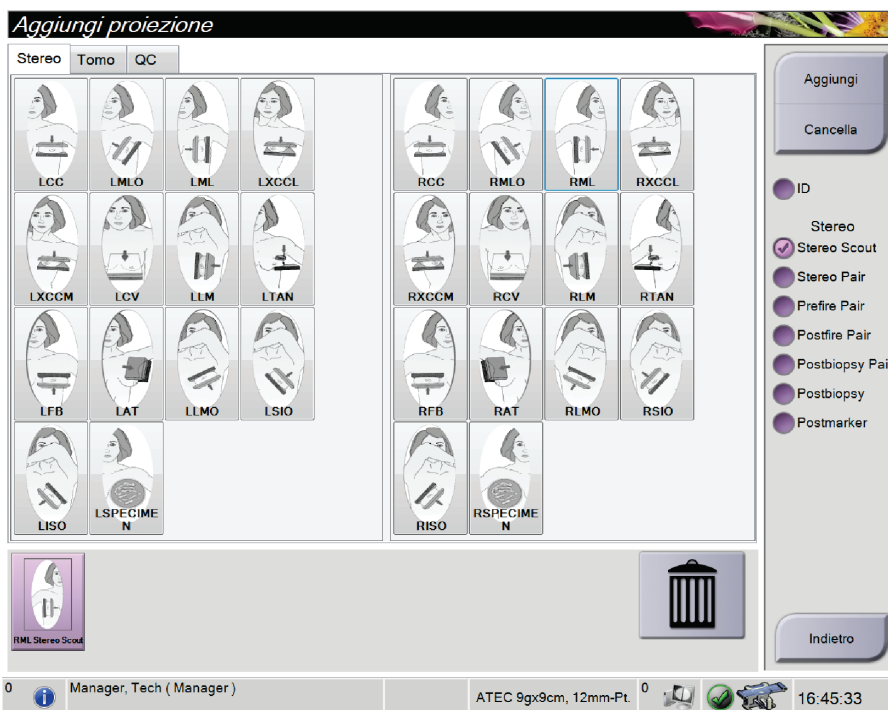 Aggiungi proiezione
Stereo Tomo QC
LCC LMLO LML LXCCL
RCC RMLO RML RXCCL
LXCCM LCV LLM LTAN
RXCCM RCV RLM RTAN
LFB LAT LLMO LSIO
RFB RAT RLMO RSIO
LISO LSPECIME
N
RISO RSPECIME
N
Aggiungi
Cancella
ID
Stereo
Stereo Scout
Stereo Pair
Prefire Pair
Postfire Pair
Postbiopsy Pai
Postbiopsy
Postmarker
RML Stereo Scout
Indietro
0 Manager, Tech ( Manager ) ATEC 9gx9cm, 12mm-Pt. 0 16:45:33